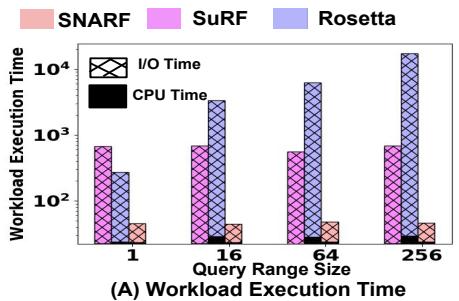 SNARF SuRF Rosetta
Workload Execution Time
10⁴
10³
10²
I/O Time
CPU Time
1 16 64 256
Query Range Size
(A) Workload Execution Time